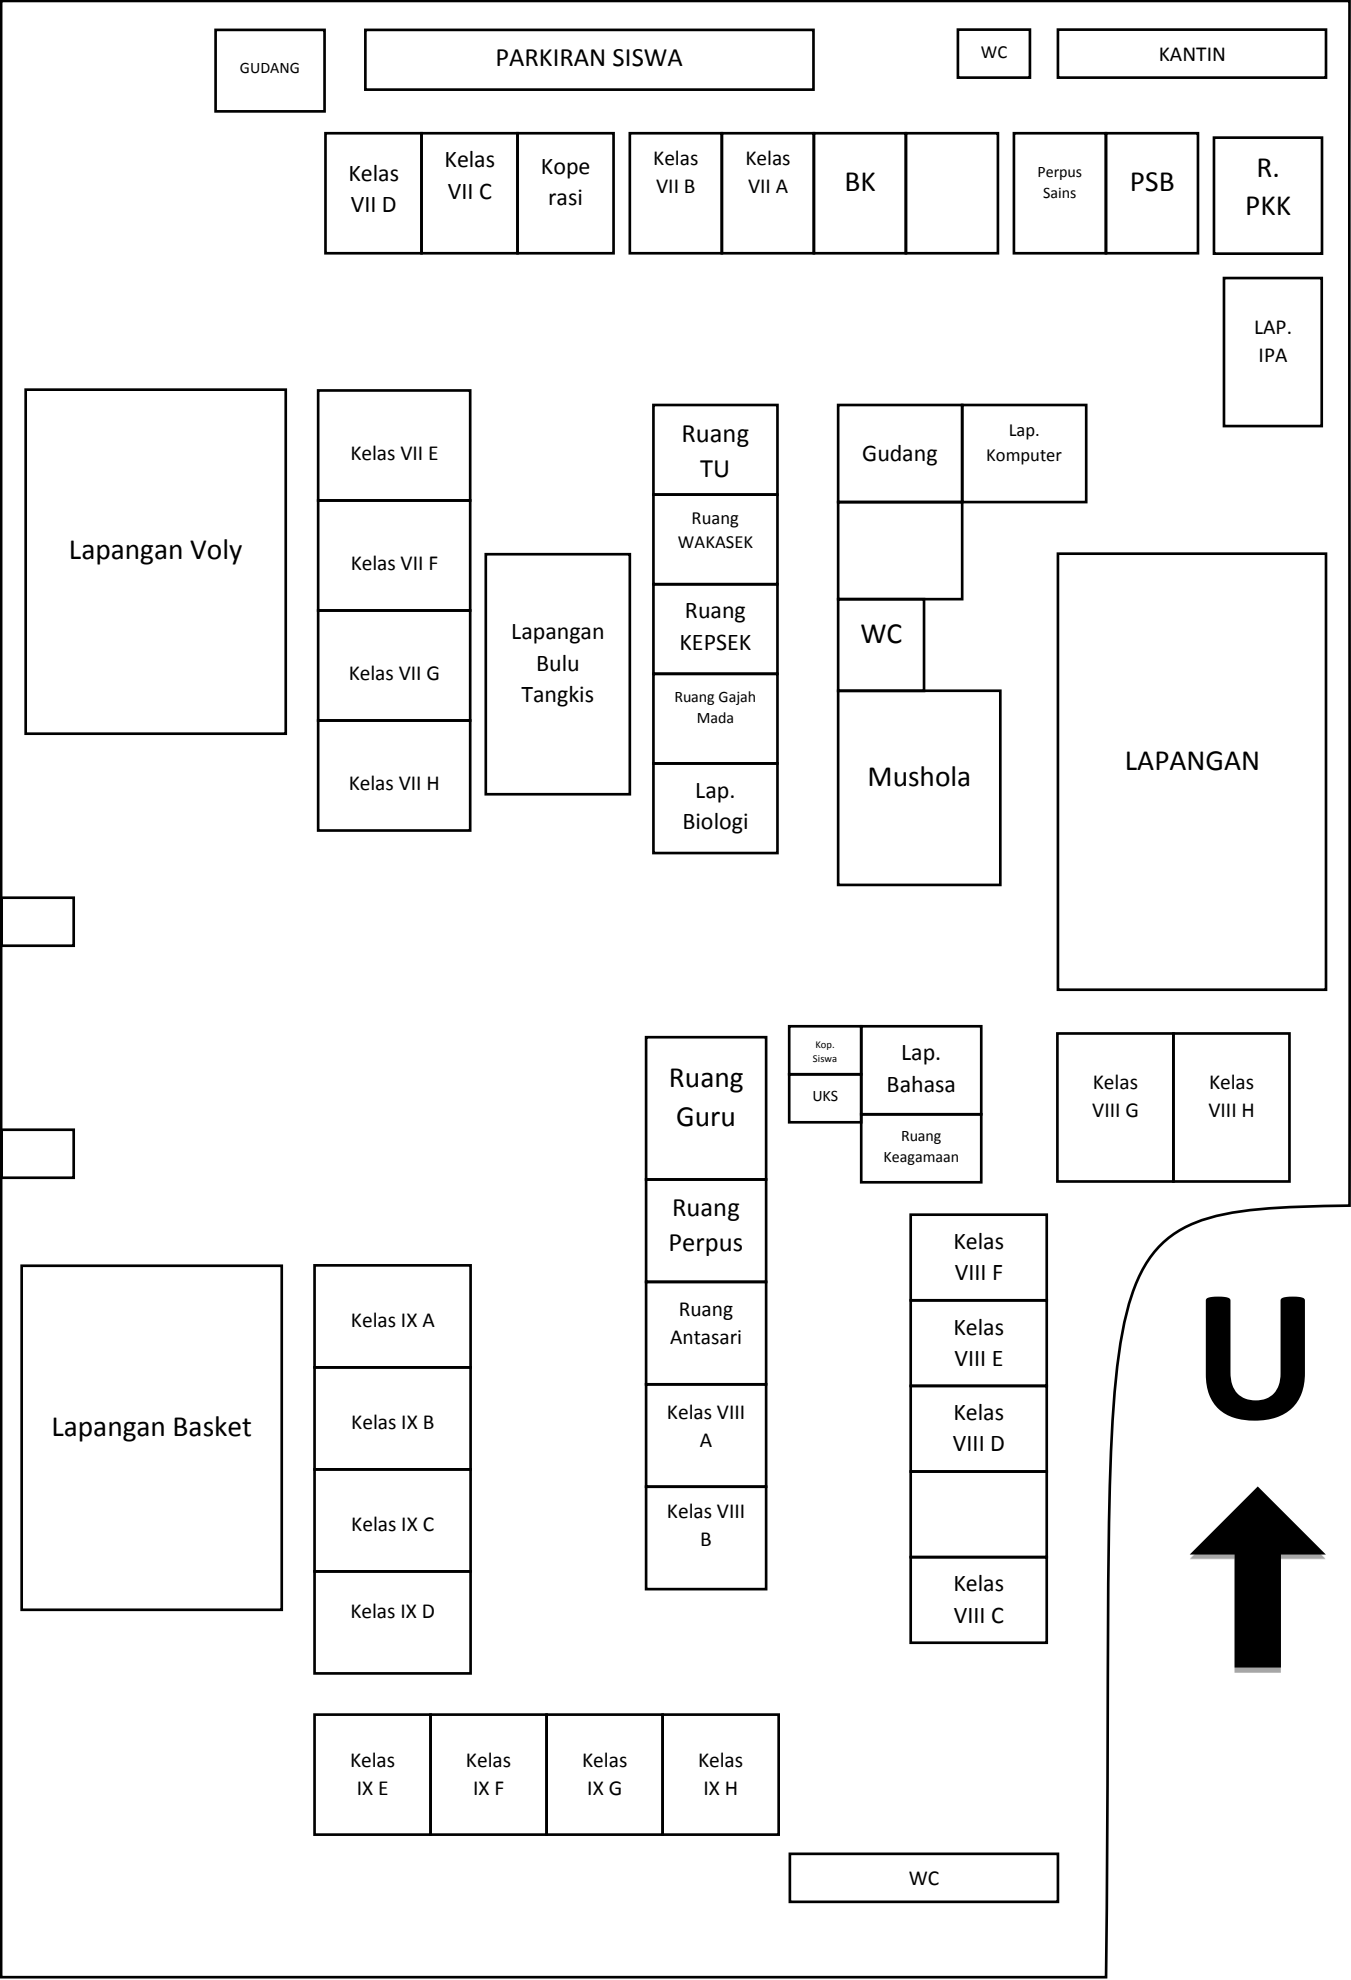 GUDANG
PARKIRAN SISWA
WC
KANTIN
Kelas
VII D
Kelas
VII C
Kope
rasi
Kelas
VII B
Kelas
VII A
BK
Perpus
Sains
PSB
R.
PKK
LAP.
IPA
Lapangan Voly
Kelas VII E
Kelas VII F
Kelas VII G
Kelas VII H
Lapangan
Bulu
Tangkis
Ruang
TU
Ruang
WAKASEK
Ruang
KEPSEK
Ruang Gajah
Mada
Lap.
Biologi
Gudang
Lap.
Komputer
WC
Mushola
LAPANGAN
Ruang
Guru
Ruang
Perpus
Ruang
Antasari
Kelas VIII
A
Kelas VIII
B
Kop.
Siswa
UKS
Lap.
Bahasa
Ruang
Keagamaan
Kelas
VIII G
Kelas
VIII H
Kelas
VIII F
Kelas
VIII E
Kelas
VIII D
Kelas
VIII C
U
Lapangan Basket
Kelas IX A
Kelas IX B
Kelas IX C
Kelas IX D
Kelas
IX E
Kelas
IX F
Kelas
IX G
Kelas
IX H
WC